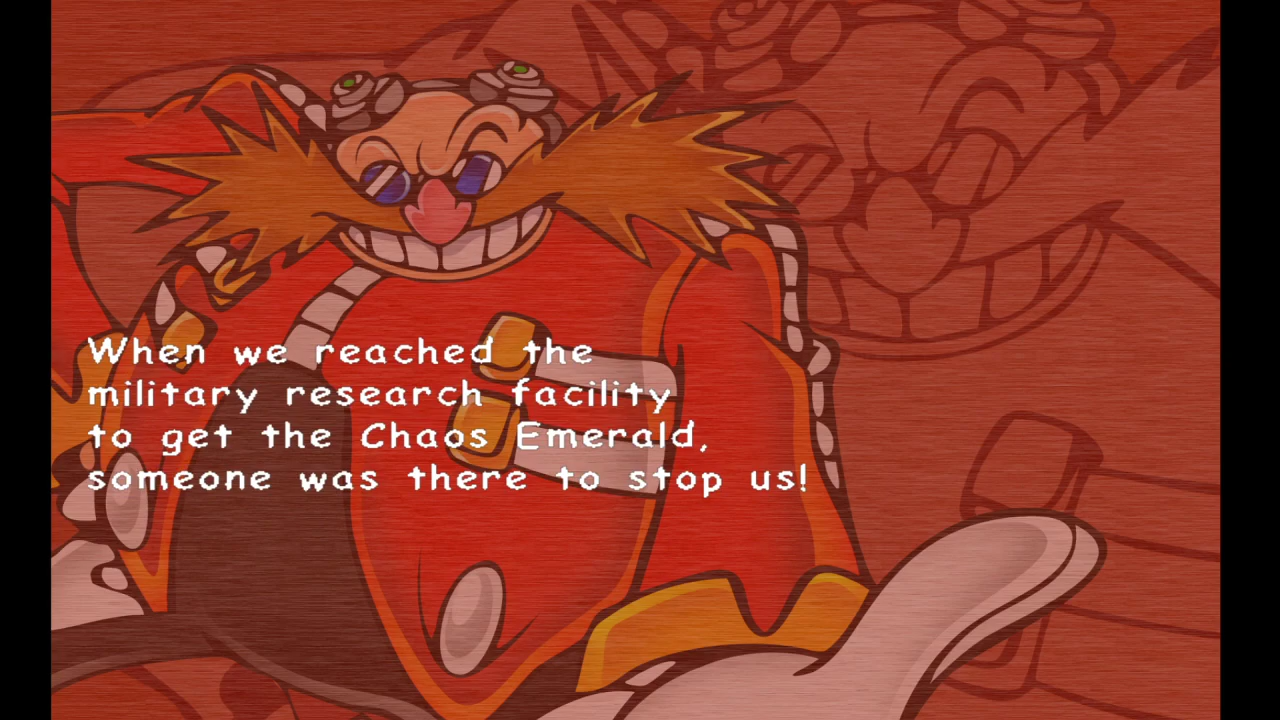 When we reached the
military research facility
to get the Chaos Emerald,
someone was there to stop us!